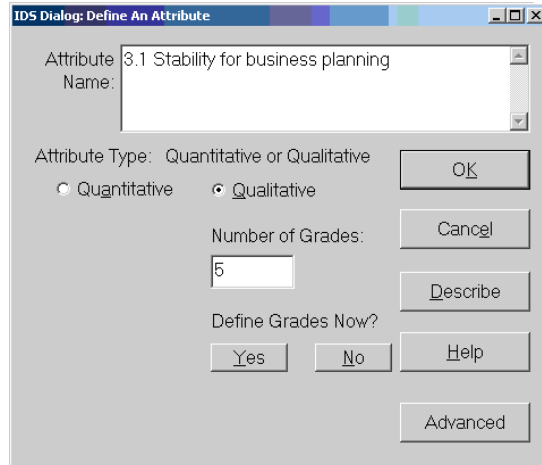 IDS Dialog: Define An Attribute
Attribute Name:
3.1 Stability for business planning
Attribute Type: Quantitative or Qualitative
Quantitative
Qualitative
Number of Grades:
5
Define Grades Now?
Yes
No
OK
Cancel
Describe
Help
Advanced